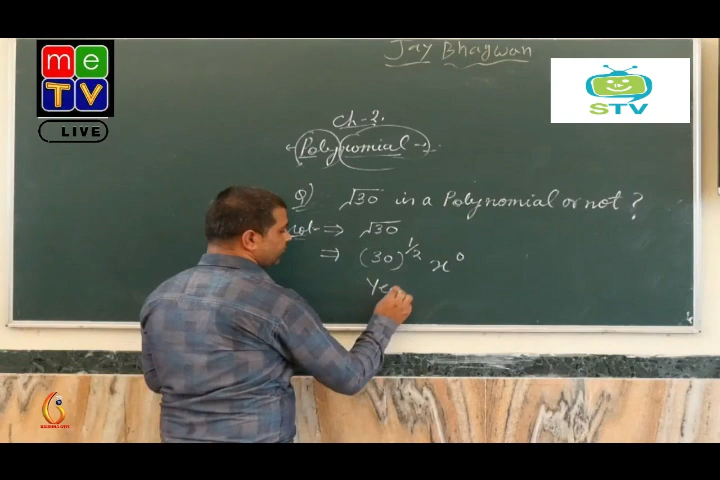 me
TV
LIVE
Jay Bhagwan
STV
Ch-2.
Polynomial
Q) √30 is a Polynomial or not?
Sol ⇒ √30
⇒ (30)^1/2 x^0
Yes